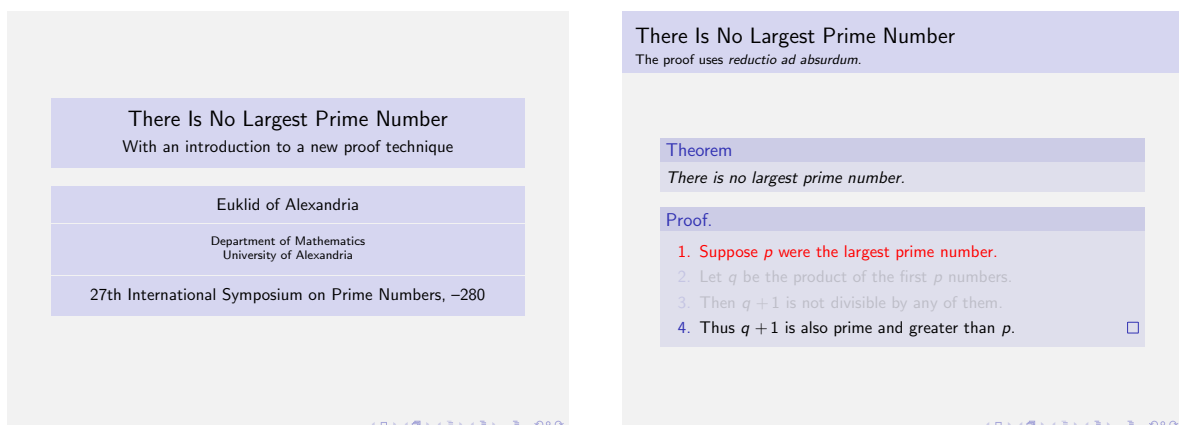 There Is No Largest Prime Number
With an introduction to a new proof technique
Euklid of Alexandria
Department of Mathematics
University of Alexandria
27th International Symposium on Prime Numbers, –280
There Is No Largest Prime Number
The proof uses reductio ad absurdum.
Theorem
There is no largest prime number.
Proof.
1. Suppose p were the largest prime number.
2. Let q be the product of the first p numbers.
3. Then q + 1 is not divisible by any of them.
4. Thus q + 1 is also prime and greater than p.